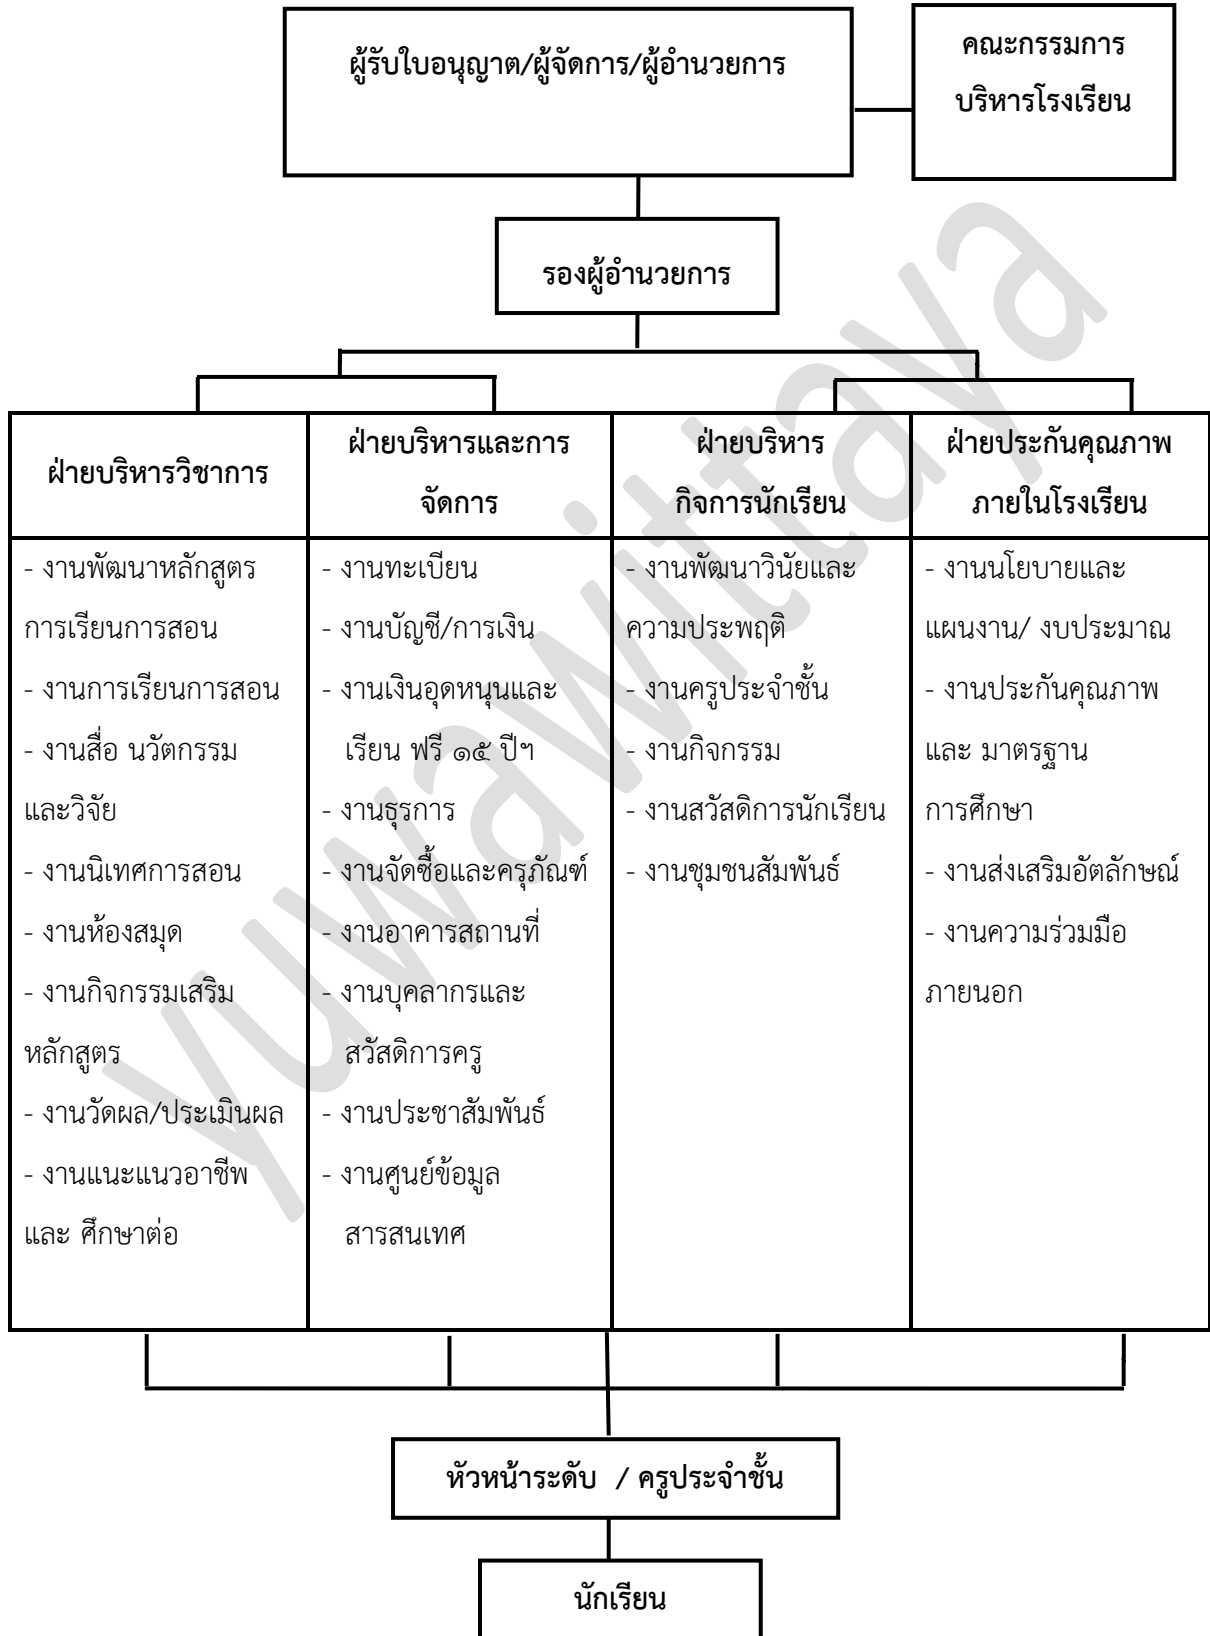 ผู้รับใบอนุญาต/ผู้จัดการ/ผู้อำนวยการ
คณะกรรมการ
บริหารโรงเรียน
รองผู้อำนวยการ
ฝ่ายบริหารวิชาการ
- งานพัฒนาหลักสูตร
การเรียนการสอน
- งานการเรียนการสอน
- งานสื่อ นวัตกรรม
และวิจัย
- งานนิเทศการสอน
- งานห้องสมุด
- งานกิจกรรมเสริม
หลักสูตร
- งานวัดผล/ประเมินผล
- งานแนะแนวอาชีพ
และ ศึกษาต่อ
ฝ่ายบริหารและการ
จัดการ
- งานทะเบียน
- งานบัญชี/การเงิน
- งานเงินอุดหนุนและ
เรียน ฟรี ๑๕ ปีฯ
- งานธุรการ
- งานจัดซื้อและครุภัณฑ์
- งานอาคารสถานที่
- งานบุคลากรและ
สวัสดิการครู
- งานประชาสัมพันธ์
- งานศูนย์ข้อมูล
สารสนเทศ
ฝ่ายบริหาร
กิจการนักเรียน
- งานพัฒนาวินัยและ
ความประพฤติ
- งานครูประจำชั้น
- งานกิจกรรม
- งานสวัสดิการนักเรียน
- งานชุมชนสัมพันธ์
ฝ่ายประกันคุณภาพ
ภายในโรงเรียน
- งานนโยบายและ
แผนงาน/ งบประมาณ
- งานประกันคุณภาพ
และ มาตรฐาน
การศึกษา
- งานส่งเสริมอัตลักษณ์
- งานความร่วมมือ
ภายนอก
หัวหน้าระดับ / ครูประจำชั้น
นักเรียน
yuwawittaya